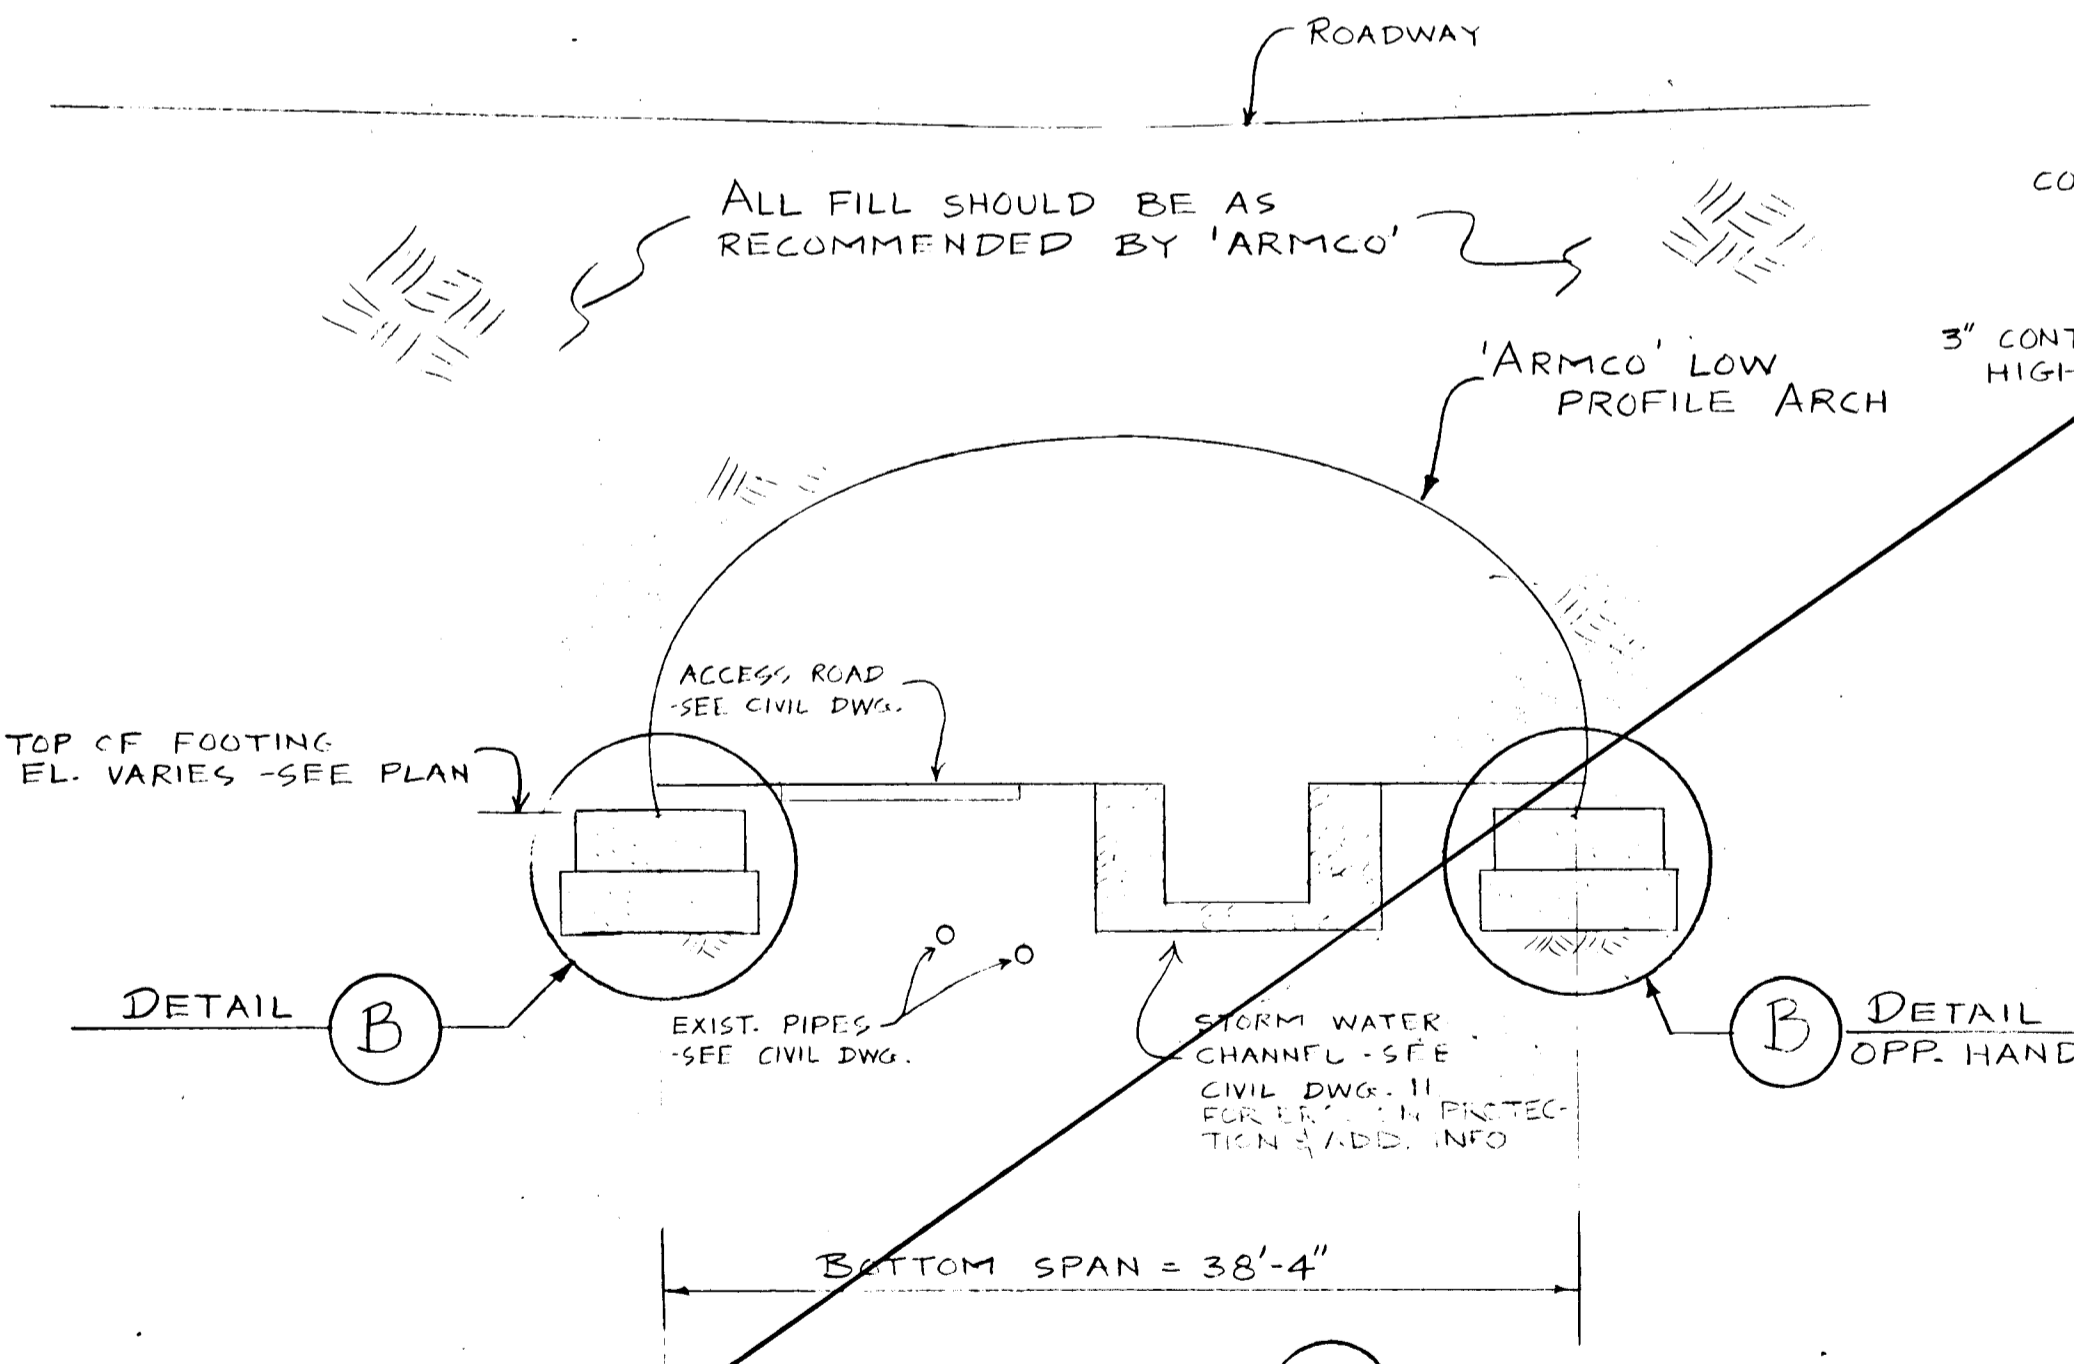 ROADWAY
ALL FILL SHOULD BE AS
RECOMMENDED BY 'ARMCO'
CO
3" CONT
HIGH
'ARMCO' LOW
PROFILE ARCH
ACCESS ROAD
-SEE CIVIL DWG.
TOP OF FOOTING
EL. VARIES -SEE PLAN
DETAIL B
EXIST. PIPES
-SEE CIVIL DWG.
STORM WATER
CHANNEL - SEE
CIVIL DWG. 11
FOR PROTEC-
TION & ADD. INFO
B DETAIL
OPP. HAND
BOTTOM SPAN = 38'-4"